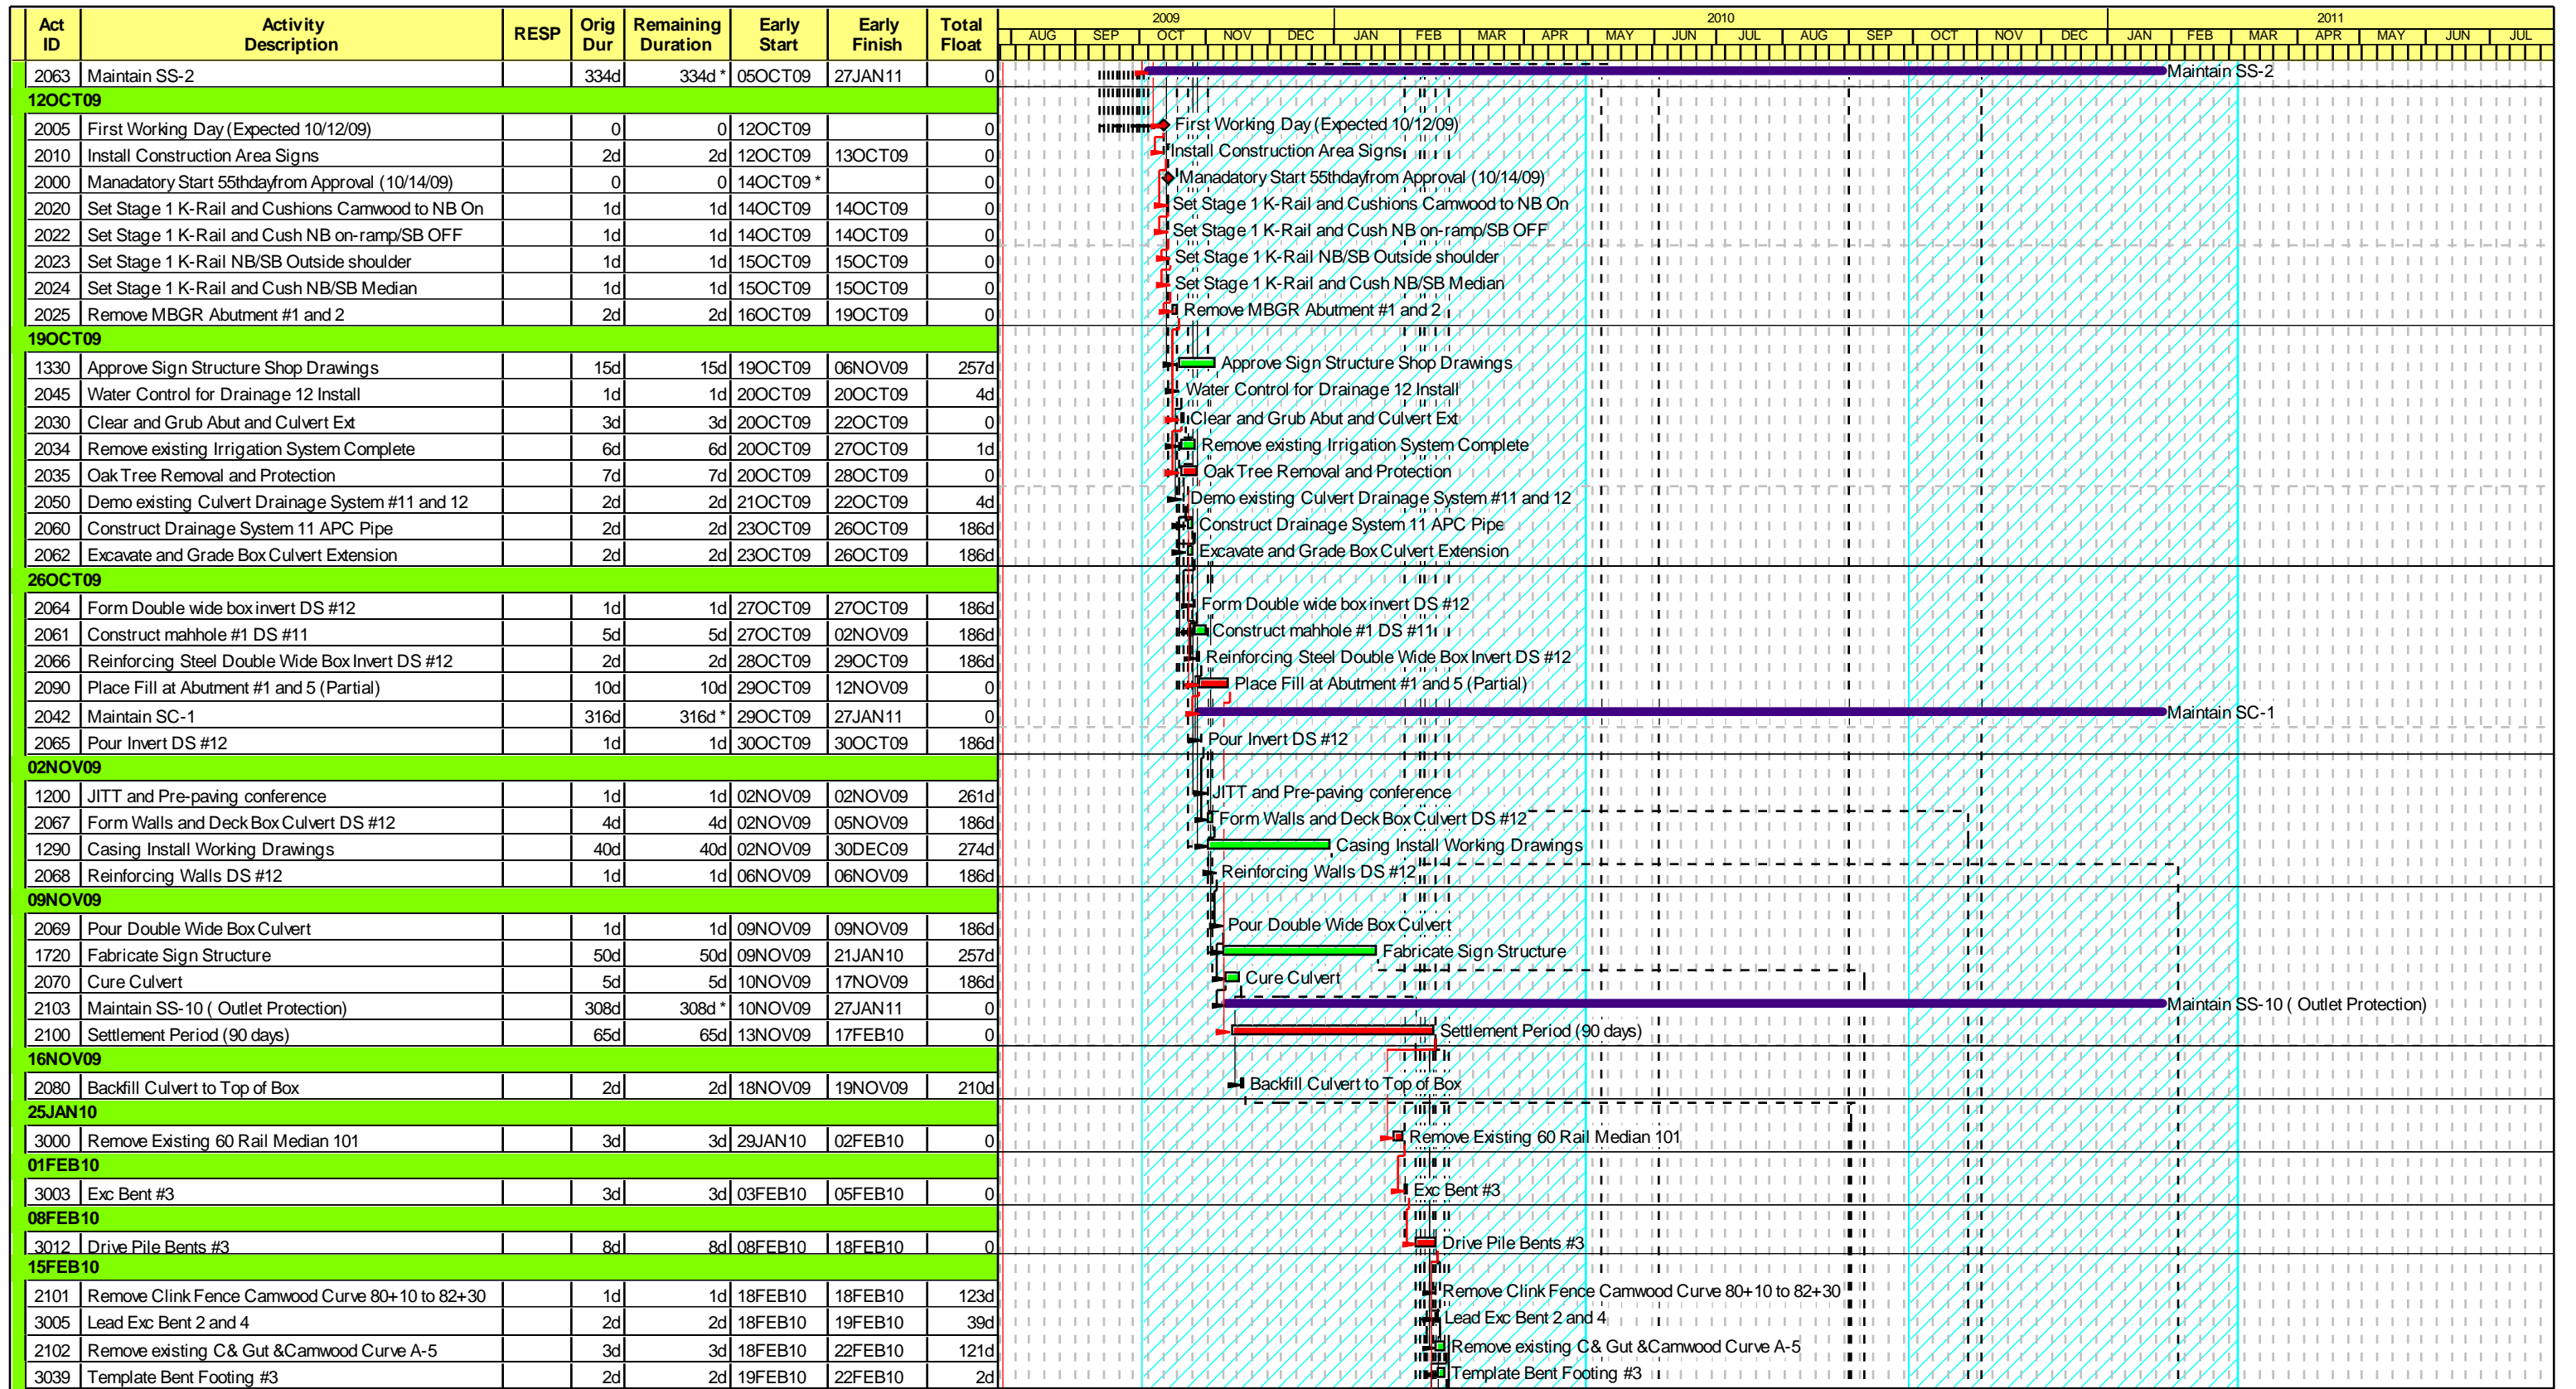 Act ID Activity Description RESP Orig Dur Remaining Duration Early Start Early Finish Total Float
2009 2010 2011
AUG SEP OCT NOV DEC JAN FEB MAR APR MAY JUN JUL AUG SEP OCT NOV DEC JAN FEB MAR APR MAY JUN JUL
2063 Maintain SS-2 334d 334d * 05OCT09 27JAN11 0 Maintain SS-2
12OCT09
2005 First Working Day (Expected 10/12/09) 0 0 12OCT09 0 First Working Day (Expected 10/12/09)
2010 Install Construction Area Signs 2d 2d 12OCT09 13OCT09 0 Install Construction Area Signs
2000 Manadatory Start 55thdayfrom Approval (10/14/09) 0 0 14OCT09 * 0 Manadatory Start 55thdayfrom Approval (10/14/09)
2020 Set Stage 1 K-Rail and Cushions Camwood to NB On 1d 1d 14OCT09 14OCT09 0 Set Stage 1 K-Rail and Cushions Camwood to NB On
2022 Set Stage 1 K-Rail and Cush NB on-ramp/SB OFF 1d 1d 14OCT09 14OCT09 0 Set Stage 1 K-Rail and Cush NB on-ramp/SB OFF
2023 Set Stage 1 K-Rail NB/SB Outside shoulder 1d 1d 15OCT09 15OCT09 0 Set Stage 1 K-Rail NB/SB Outside shoulder
2024 Set Stage 1 K-Rail and Cush NB/SB Median 1d 1d 15OCT09 15OCT09 0 Set Stage 1 K-Rail and Cush NB/SB Median
2025 Remove MBGR Abutment #1 and 2 2d 2d 16OCT09 19OCT09 0 Remove MBGR Abutment #1 and 2
19OCT09
1330 Approve Sign Structure Shop Drawings 15d 15d 19OCT09 06NOV09 257d Approve Sign Structure Shop Drawings
2045 Water Control for Drainage 12 Install 1d 1d 20OCT09 20OCT09 4d Water Control for Drainage 12 Install
2030 Clear and Grub Abut and Culvert Ext 3d 3d 20OCT09 22OCT09 0 Clear and Grub Abut and Culvert Ext
2034 Remove existing Irrigation System Complete 6d 6d 20OCT09 27OCT09 1d Remove existing Irrigation System Complete
2035 Oak Tree Removal and Protection 7d 7d 20OCT09 28OCT09 0 Oak Tree Removal and Protection
2050 Demo existing Culvert Drainage System #11 and 12 2d 2d 21OCT09 22OCT09 4d Demo existing Culvert Drainage System #11 and 12
2060 Construct Drainage System 11 APC Pipe 2d 2d 23OCT09 26OCT09 186d Construct Drainage System 11 APC Pipe
2062 Excavate and Grade Box Culvert Extension 2d 2d 23OCT09 26OCT09 186d Excavate and Grade Box Culvert Extension
26OCT09
2064 Form Double wide box invert DS #12 1d 1d 27OCT09 27OCT09 186d Form Double wide box invert DS #12
2061 Construct mahhole #1 DS #11 5d 5d 27OCT09 02NOV09 186d Construct mahhole #1 DS #11
2066 Reinforcing Steel Double Wide Box Invert DS #12 2d 2d 28OCT09 29OCT09 186d Reinforcing Steel Double Wide Box Invert DS #12
2090 Place Fill at Abutment #1 and 5 (Partial) 10d 10d 29OCT09 12NOV09 0 Place Fill at Abutment #1 and 5 (Partial)
2042 Maintain SC-1 316d 316d * 29OCT09 27JAN11 0 Maintain SC-1
2065 Pour Invert DS #12 1d 1d 30OCT09 30OCT09 186d Pour Invert DS #12
02NOV09
1200 JITT and Pre-paving conference 1d 1d 02NOV09 02NOV09 261d JITT and Pre-paving conference
2067 Form Walls and Deck Box Culvert DS #12 4d 4d 02NOV09 05NOV09 186d Form Walls and Deck Box Culvert DS #12
1290 Casing Install Working Drawings 40d 40d 02NOV09 30DEC09 274d Casing Install Working Drawings
2068 Reinforcing Walls DS #12 1d 1d 06NOV09 06NOV09 186d Reinforcing Walls DS #12
09NOV09
2069 Pour Double Wide Box Culvert 1d 1d 09NOV09 09NOV09 186d Pour Double Wide Box Culvert
1720 Fabricate Sign Structure 50d 50d 09NOV09 21JAN10 257d Fabricate Sign Structure
2070 Cure Culvert 5d 5d 10NOV09 17NOV09 186d Cure Culvert
2103 Maintain SS-10 ( Outlet Protection) 308d 308d * 10NOV09 27JAN11 0 Maintain SS-10 ( Outlet Protection)
2100 Settlement Period (90 days) 65d 65d 13NOV09 17FEB10 0 Settlement Period (90 days)
16NOV09
2080 Backfill Culvert to Top of Box 2d 2d 18NOV09 19NOV09 210d Backfill Culvert to Top of Box
25JAN10
3000 Remove Existing 60 Rail Median 101 3d 3d 29JAN10 02FEB10 0 Remove Existing 60 Rail Median 101
01FEB10
3003 Exc Bent #3 3d 3d 03FEB10 05FEB10 0 Exc Bent #3
08FEB10
3012 Drive Pile Bents #3 8d 8d 08FEB10 18FEB10 0 Drive Pile Bents #3
15FEB10
2101 Remove Clink Fence Camwood Curve 80+10 to 82+30 1d 1d 18FEB10 18FEB10 123d Remove Clink Fence Camwood Curve 80+10 to 82+30
3005 Lead Exc Bent 2 and 4 2d 2d 18FEB10 19FEB10 39d Lead Exc Bent 2 and 4
2102 Remove existing C& Gut &Camwood Curve A-5 3d 3d 18FEB10 22FEB10 121d Remove existing C& Gut &Camwood Curve A-5
3039 Template Bent Footing #3 2d 2d 19FEB10 22FEB10 2d Template Bent Footing #3